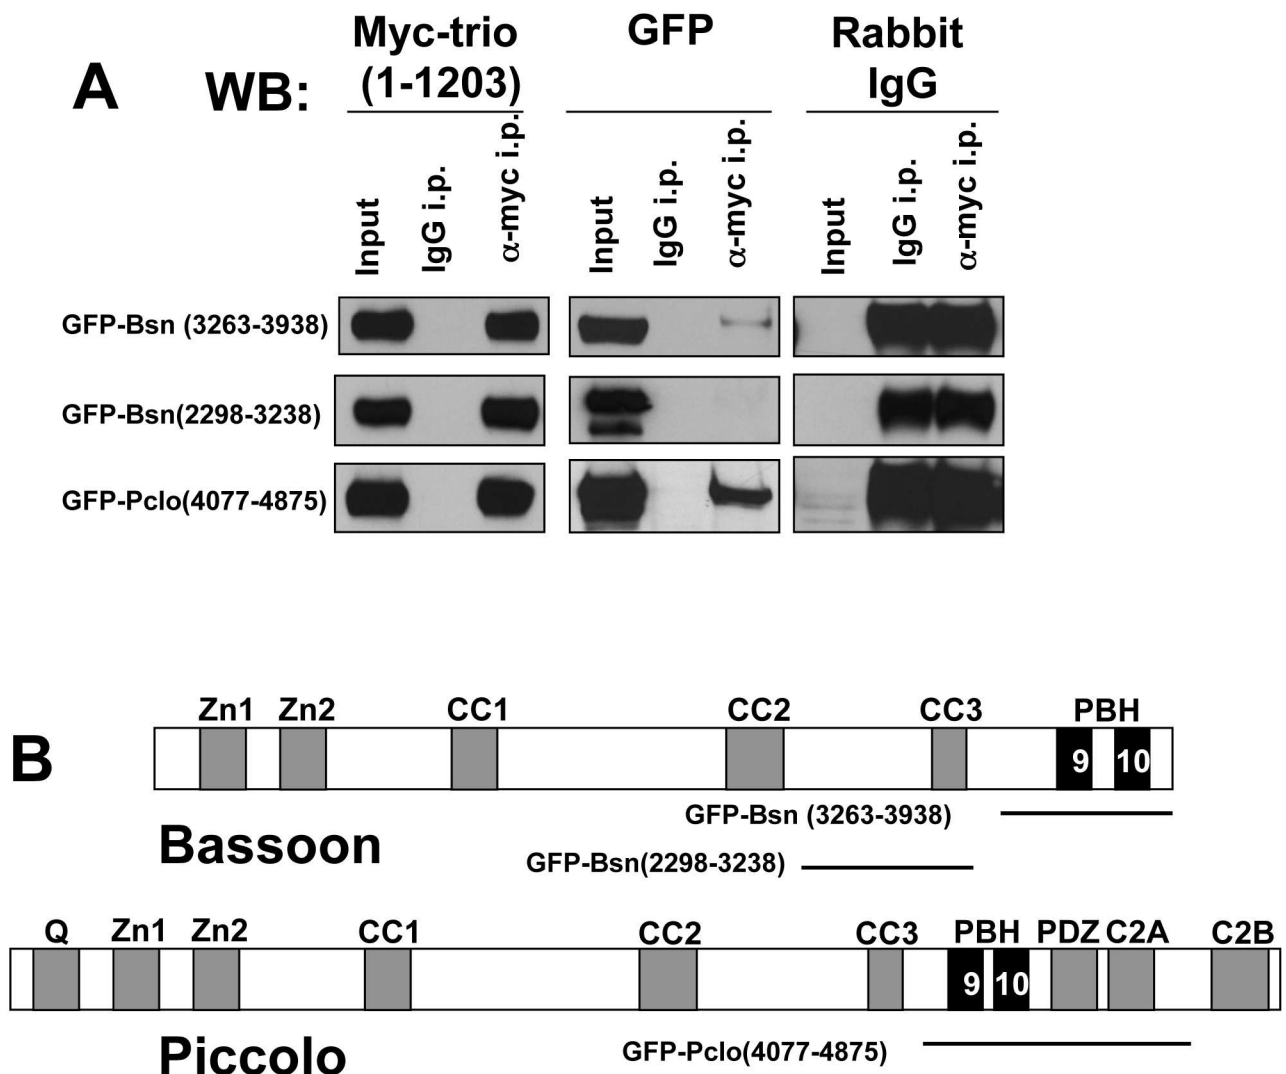 A
WB:
Myc-trio
(1-1203)
GFP
Rabbit
IgG
Input
IgG i.p.
α-myc i.p.
Input
IgG i.p.
α-myc i.p.
Input
IgG i.p.
α-myc i.p.
GFP-Bsn (3263-3938)
GFP-Bsn(2298-3238)
GFP-Pclo(4077-4875)
B
Zn1 Zn2 CC1 CC2 CC3 PBH
9 10
GFP-Bsn (3263-3938)
Bassoon
GFP-Bsn(2298-3238)
Q Zn1 Zn2 CC1 CC2 CC3 PBH PDZ C2A C2B
9 10
Piccolo
GFP-Pclo(4077-4875)